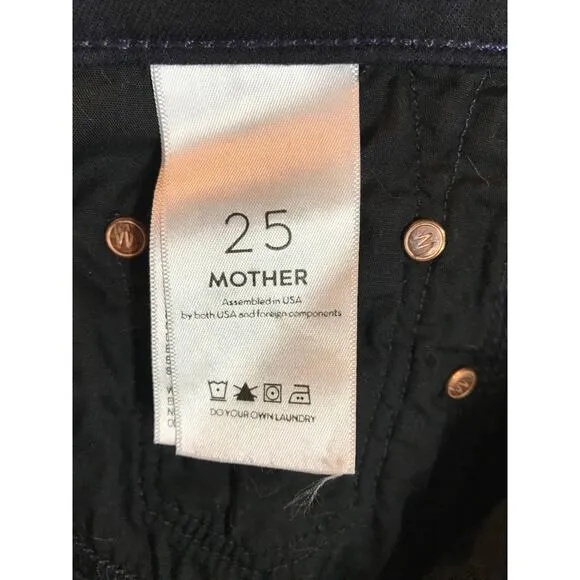 25
MOTHER
Assembled in USA
by both USA and foreign components
DO YOUR OWN LAUNDRY
M
M